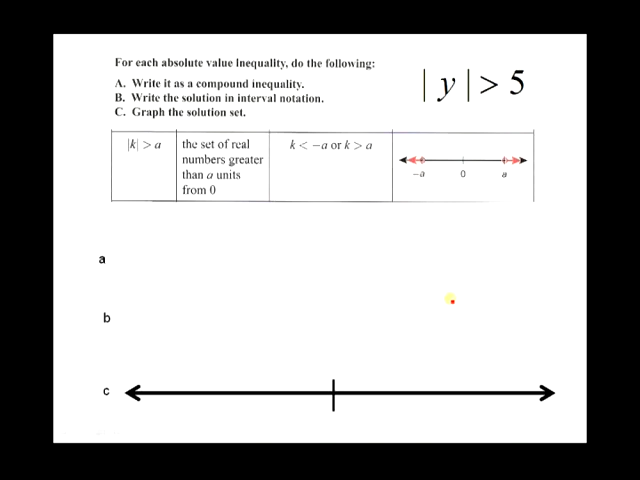 For each absolute value inequality, do the following:
A. Write it as a compound inequality.
B. Write the solution in interval notation.
C. Graph the solution set.
| y | > 5
|k| > a
the set of real
numbers greater
than a units
from 0
k < −a or k > a
−a 0 a
a
b
c